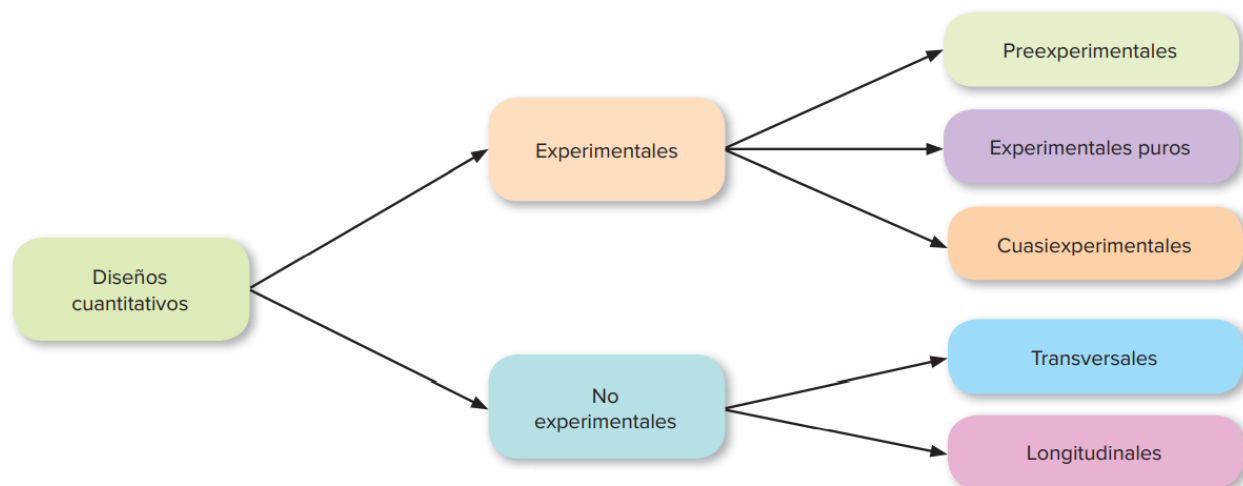 Diseños
cuantitativos
Experimentales
No
experimentales
Preexperimentales
Experimentales puros
Cuasiexperimentales
Transversales
Longitudinales